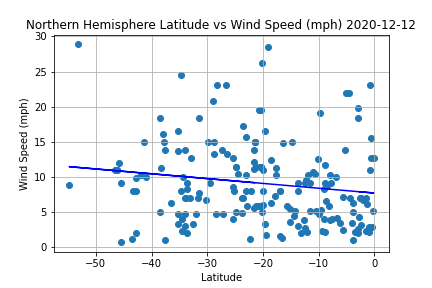 Northern Hemisphere Latitude vs Wind Speed (mph) 2020-12-12
30
25
20
15
10
5
0
Wind Speed (mph)
−50 −40 −30 −20 −10 0
Latitude